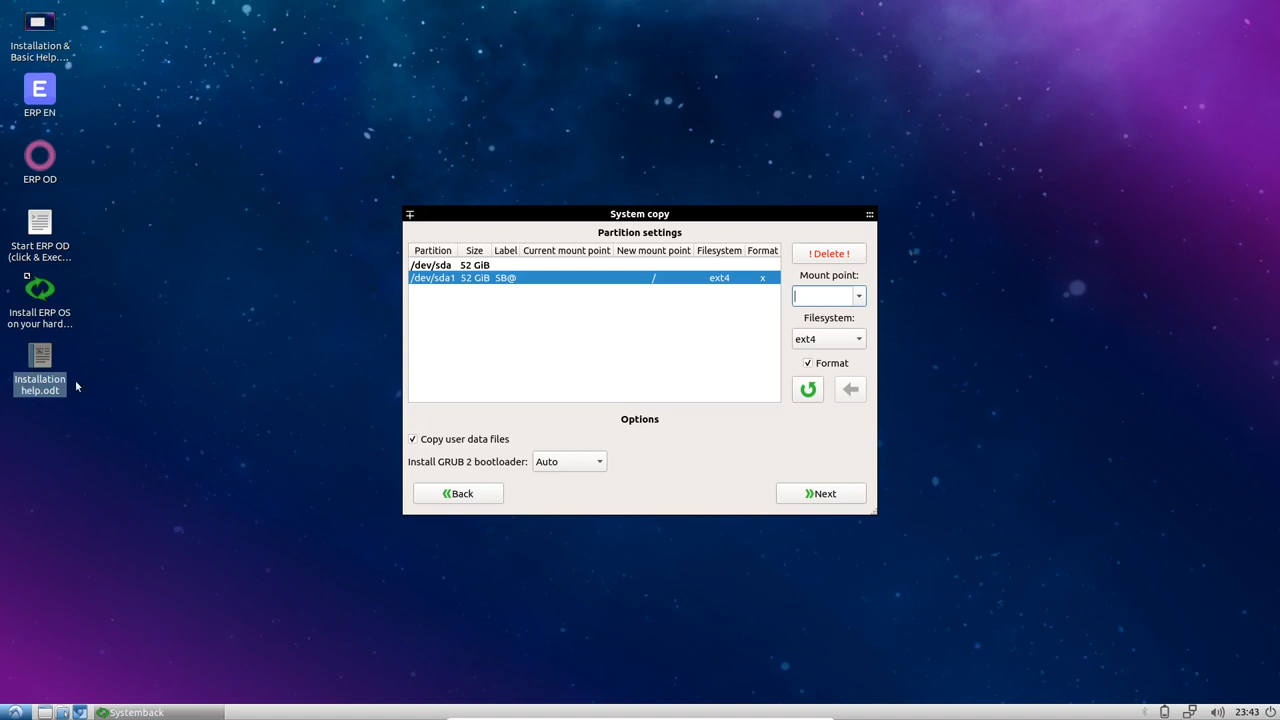 Installation &
Basic Help....
ERP EN
ERP OD
Start ERP OD
(click & Exec...
Install ERP OS
on your hard...
Installation
help.odt
System copy
Partition settings
Partition Size Label Current mount point New mount point Filesystem Format
/dev/sda 52 GiB
/dev/sda1 52 GiB SB@ / ext4 x
! Delete !
Mount point:
Filesystem:
ext4
Format
Options
Copy user data files
Install GRUB 2 bootloader: Auto
Back
Next
Systemback
23:43